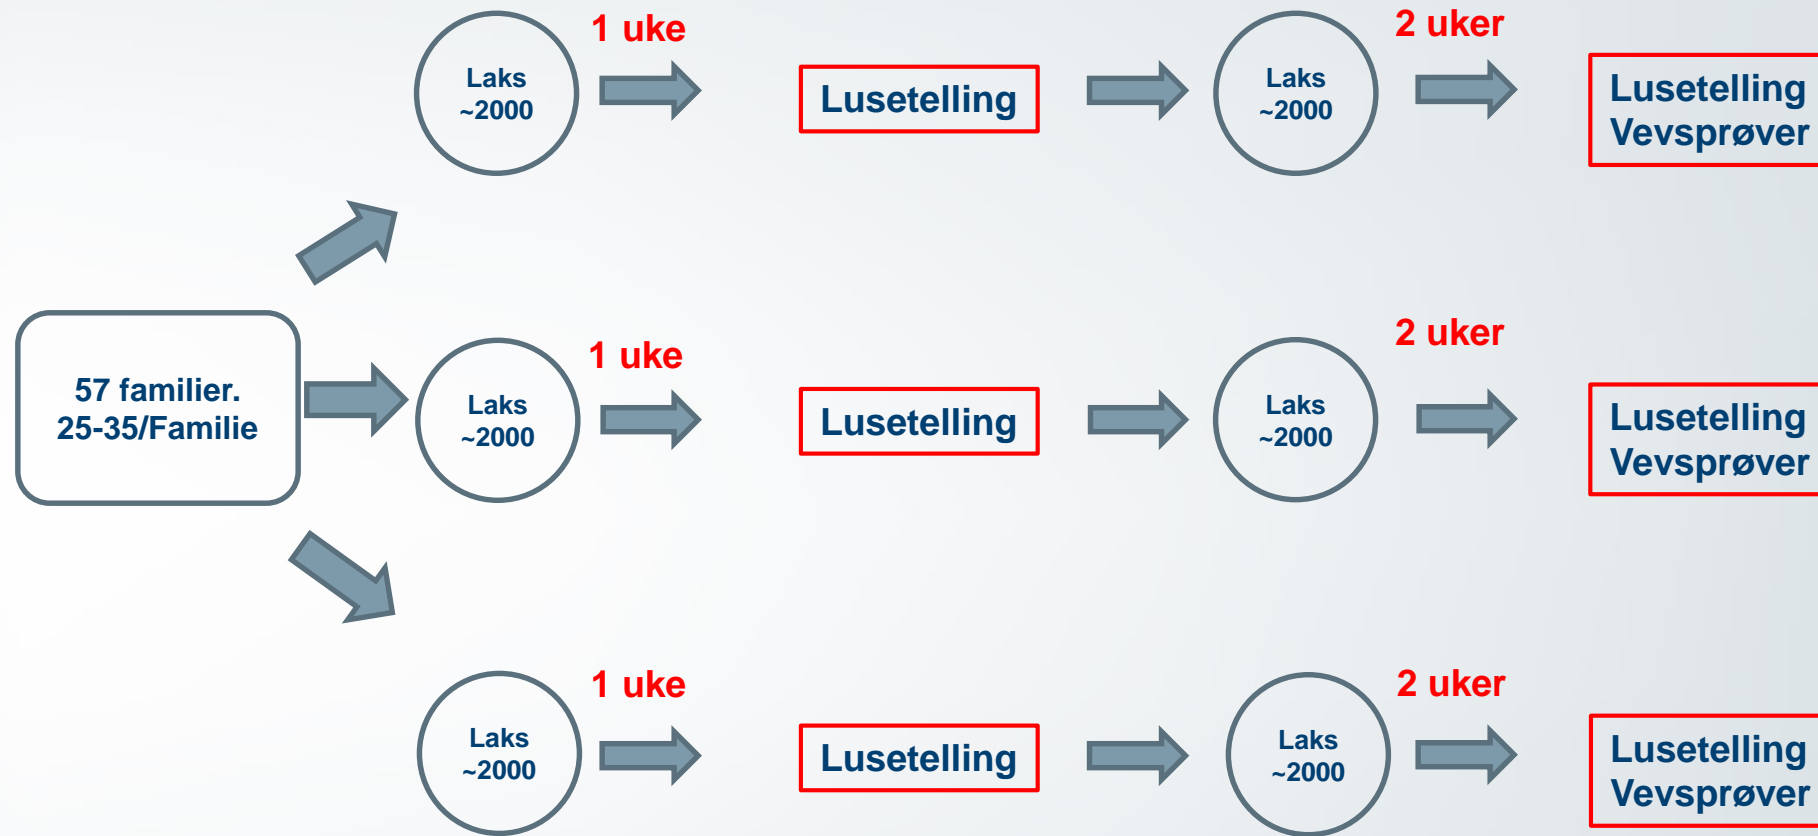 1 uke
2 uker
Laks
~2000
Lusetelling
Laks
~2000
Lusetelling
Vevsprøver
57 familier.
25-35/Familie
1 uke
2 uker
Laks
~2000
Lusetelling
Laks
~2000
Lusetelling
Vevsprøver
1 uke
2 uker
Laks
~2000
Lusetelling
Laks
~2000
Lusetelling
Vevsprøver